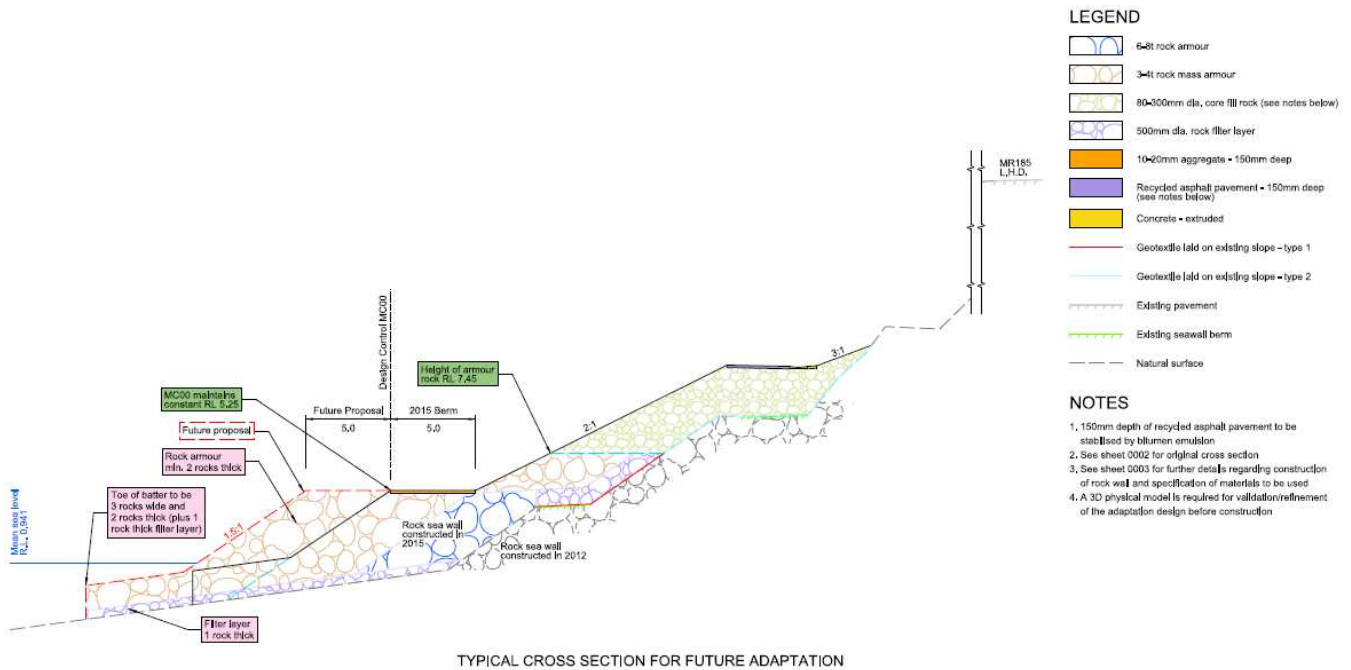 LEGEND
6-8t rock armour
3-4t rock mass armour
80-300mm dia. core fill rock (see notes below)
500mm dia. rock filter layer
10-20mm aggregate - 150mm deep
Recycled asphalt pavement - 150mm deep
(see notes below)
Concrete - extruded
Geotextile laid on existing slope - type 1
Geotextile laid on existing slope - type 2
Existing pavement
Existing seawall berm
Natural surface
NOTES
1. 150mm depth of recycled asphalt pavement to be
stabilised by bitumen emulsion
2. See sheet 0002 for original cross section
3. See sheet 0003 for further details regarding construction
of rock wall and specification of materials to be used
4. A 3D physical model is required for validation/refinement
of the adaptation design before construction
MR185
L.H.D.
Design Control MC00
3:1
Height of armour
rock RL 7.45
MC00 maintains
constant RL 5.25
Future Proposal
2015 Berm
5.0
5.0
2:1
Future proposal
Rock armour
min. 2 rocks thick
Toe of batter to be
3 rocks wide and
2 rocks thick (plus 1
rock thick filter layer)
1.5:1
Mean sea level
R.L. 0.941
Rock sea wall
constructed in
2015
Rock sea wall
constructed in 2012
Filter layer
1 rock thick
TYPICAL CROSS SECTION FOR FUTURE ADAPTATION